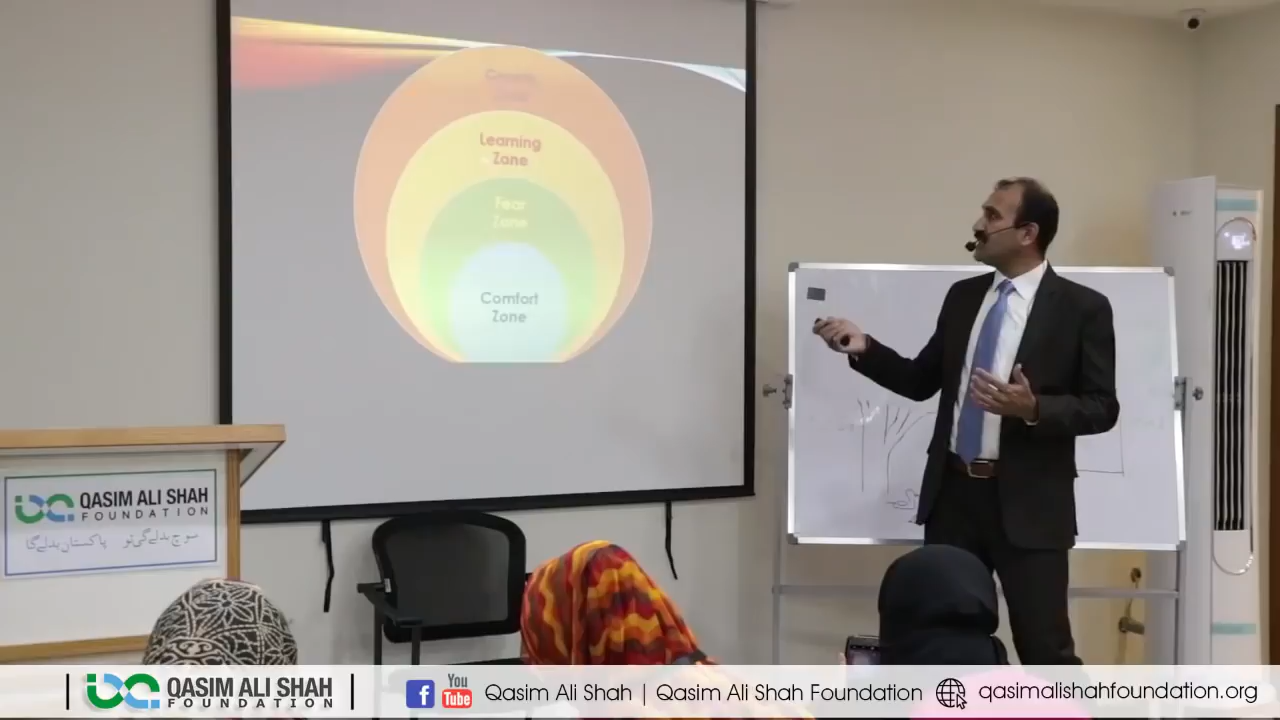 Learning
Zone
Fear
Zone
Comfort
Zone
QASIM ALI SHAH
FOUNDATION
سوچ بدلے گی تو پاکستان بدلے گا
QASIM ALI SHAH
FOUNDATION
You
Tube
Qasim Ali Shah | Qasim Ali Shah Foundation
qasimalishahfoundation.org